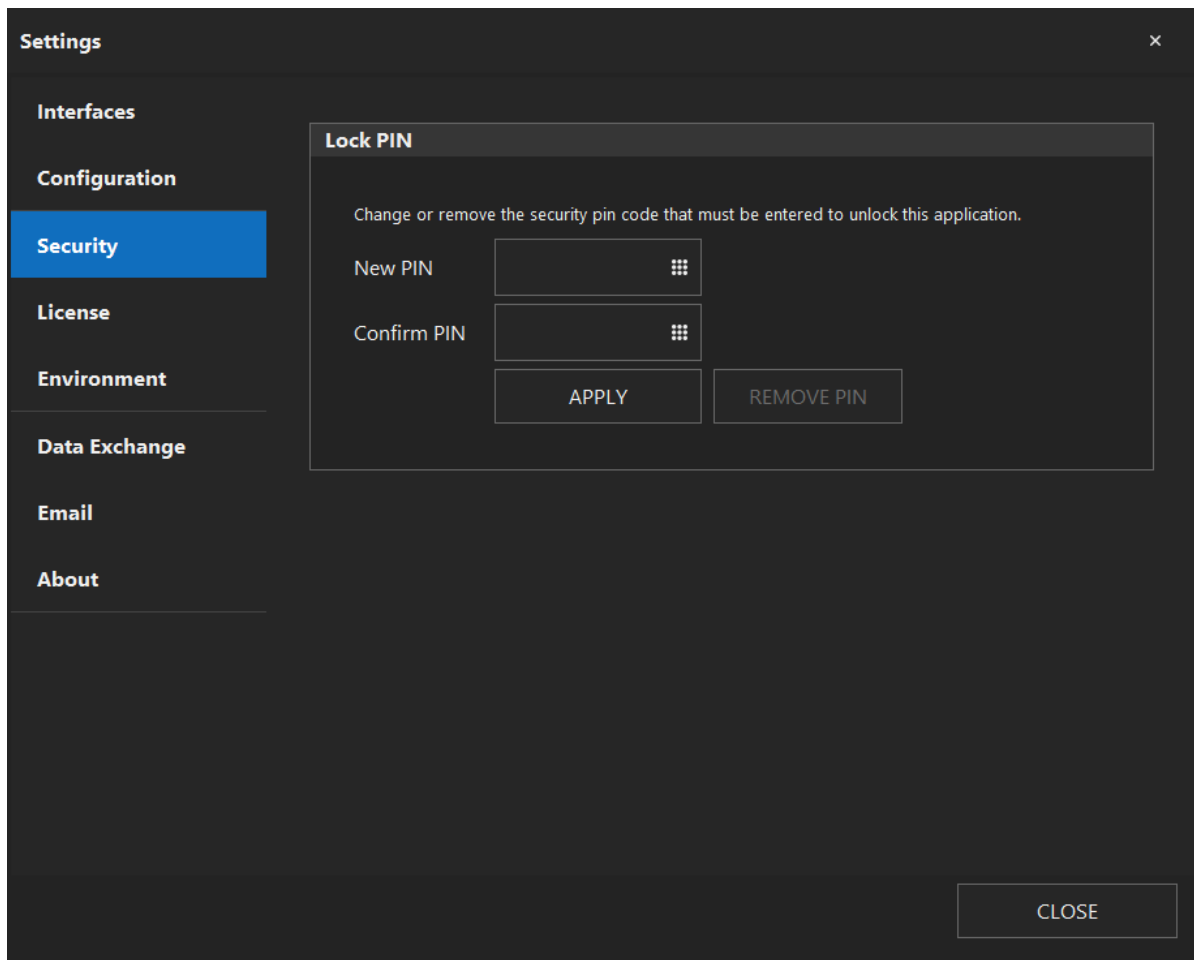 Settings
Interfaces
Configuration
Security
License
Environment
Data Exchange
Email
About
Lock PIN
Change or remove the security pin code that must be entered to unlock this application.
New PIN
Confirm PIN
APPLY REMOVE PIN
CLOSE